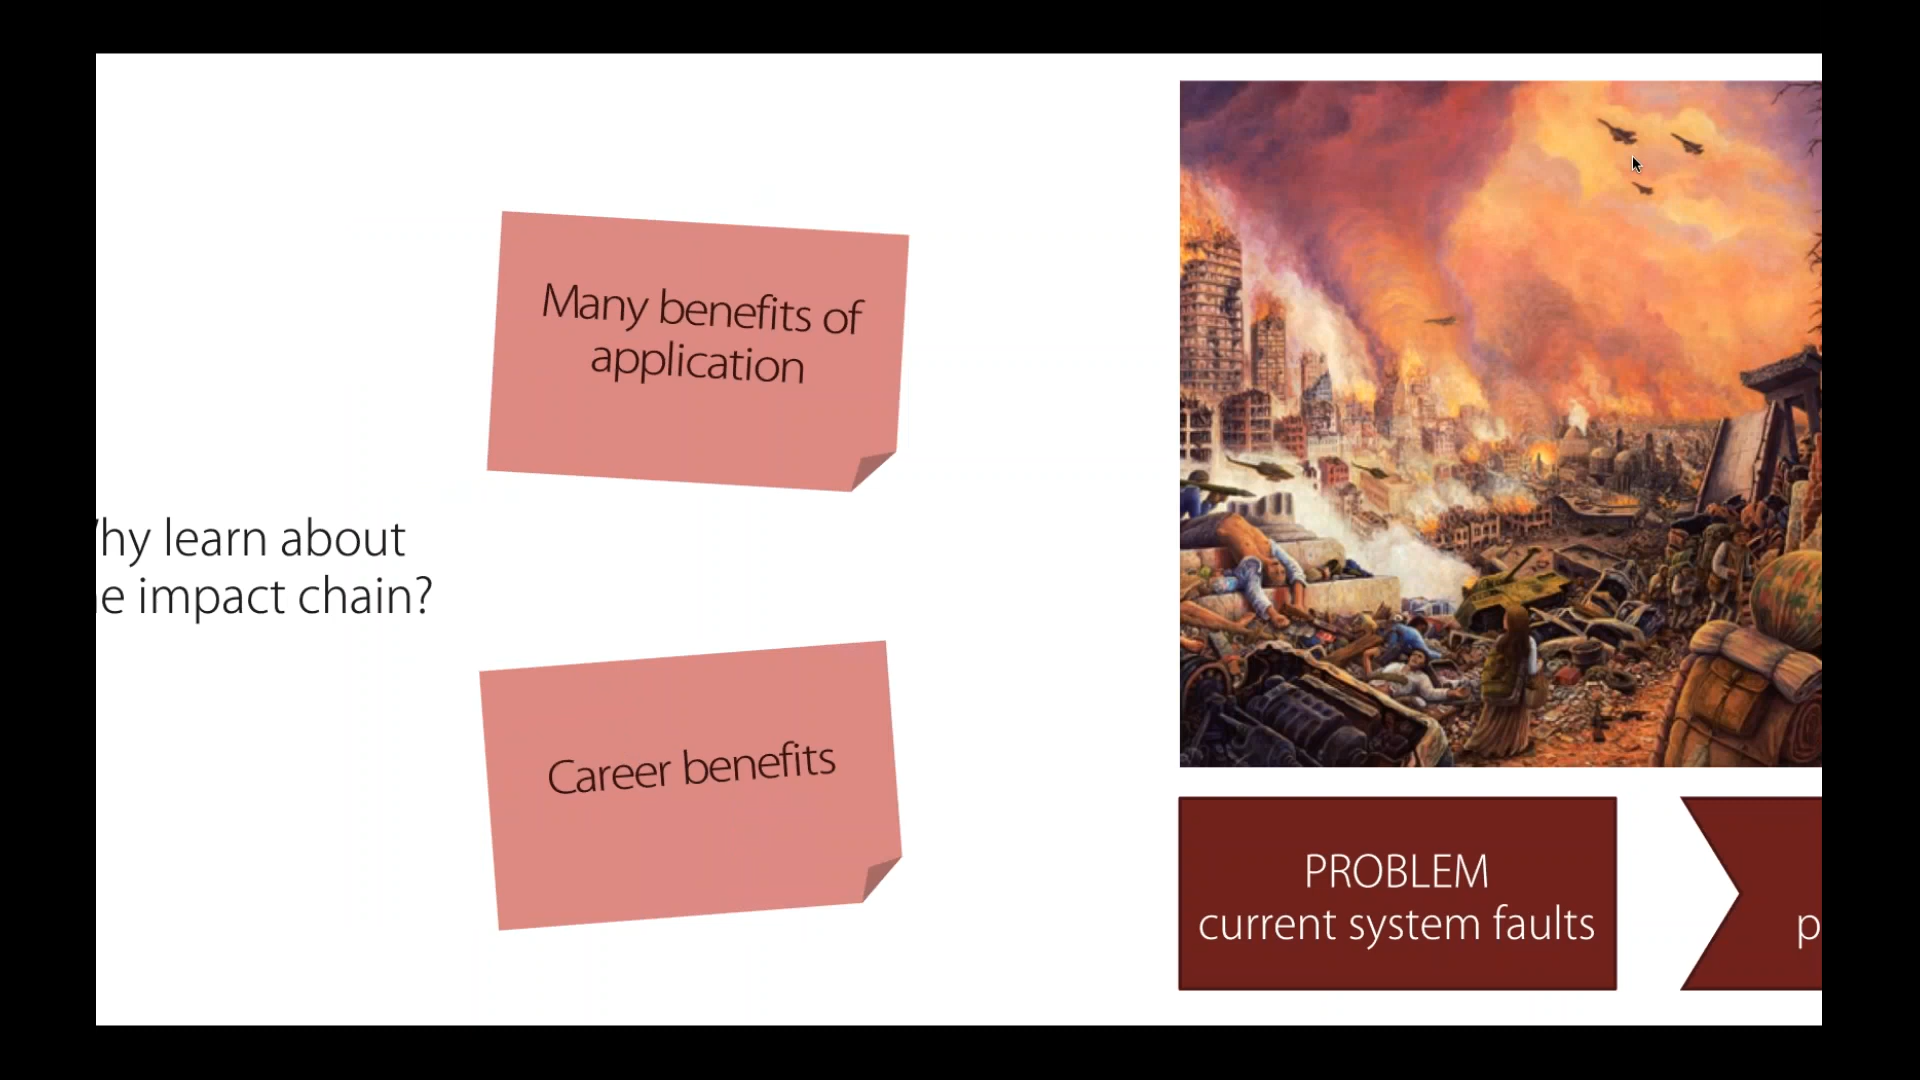 hy learn about
e impact chain?
Many benefits of
application
Career benefits
PROBLEM
current system faults
p